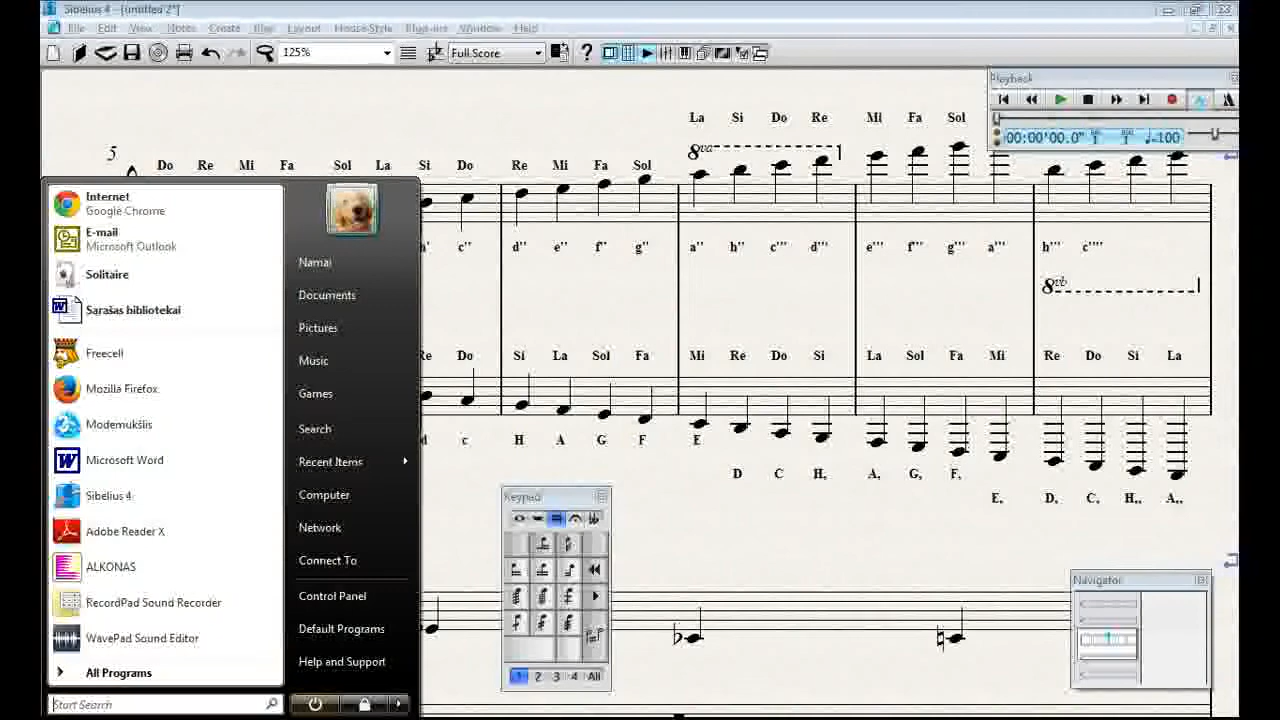 Sibelius 4 - [untitled 2*]
File Edit View Notes Create Play Layout House Style Plug-ins Window Help
125% Full Score
Playback
00:00'00.0" =100
La Si Do Re Mi Fa Sol
8va
5
Do Re Mi Fa Sol La Si Do Re Mi Fa Sol
c'' d'' e'' f'' g'' a'' h'' c''' d''' e''' f''' g''' a''' h''' c''''
8vb
Re Do Si La Sol Fa Mi Re Do Si La Sol Fa Mi Re Do Si La
d c H A G F E
D C H, A, G, F,
E, D, C, H,, A,,
Internet
Google Chrome
E-mail
Microsoft Outlook
Solitaire
Sąrašas bibliotekai
Freecell
Mozilla Firefox
Modemukšlis
Microsoft Word
Sibelius 4
Adobe Reader X
ALKONAS
RecordPad Sound Recorder
WavePad Sound Editor
All Programs
Start Search
Namai
Documents
Pictures
Music
Games
Search
Recent Items
Computer
Network
Connect To
Control Panel
Default Programs
Help and Support
Keypad
1 2 3 4 All
Navigator